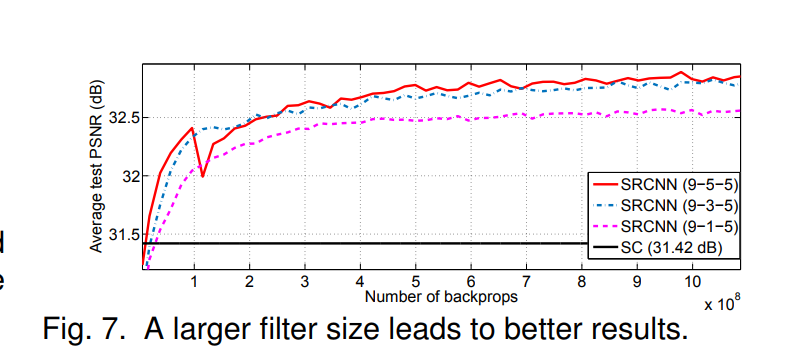 Average test PSNR (dB)
32.5
32
31.5
SRCNN (9−5−5)
SRCNN (9−3−5)
SRCNN (9−1−5)
SC (31.42 dB)
1 2 3 4 5 6 7 8 9 10
Number of backprops
x 10^8
Fig. 7. A larger filter size leads to better results.